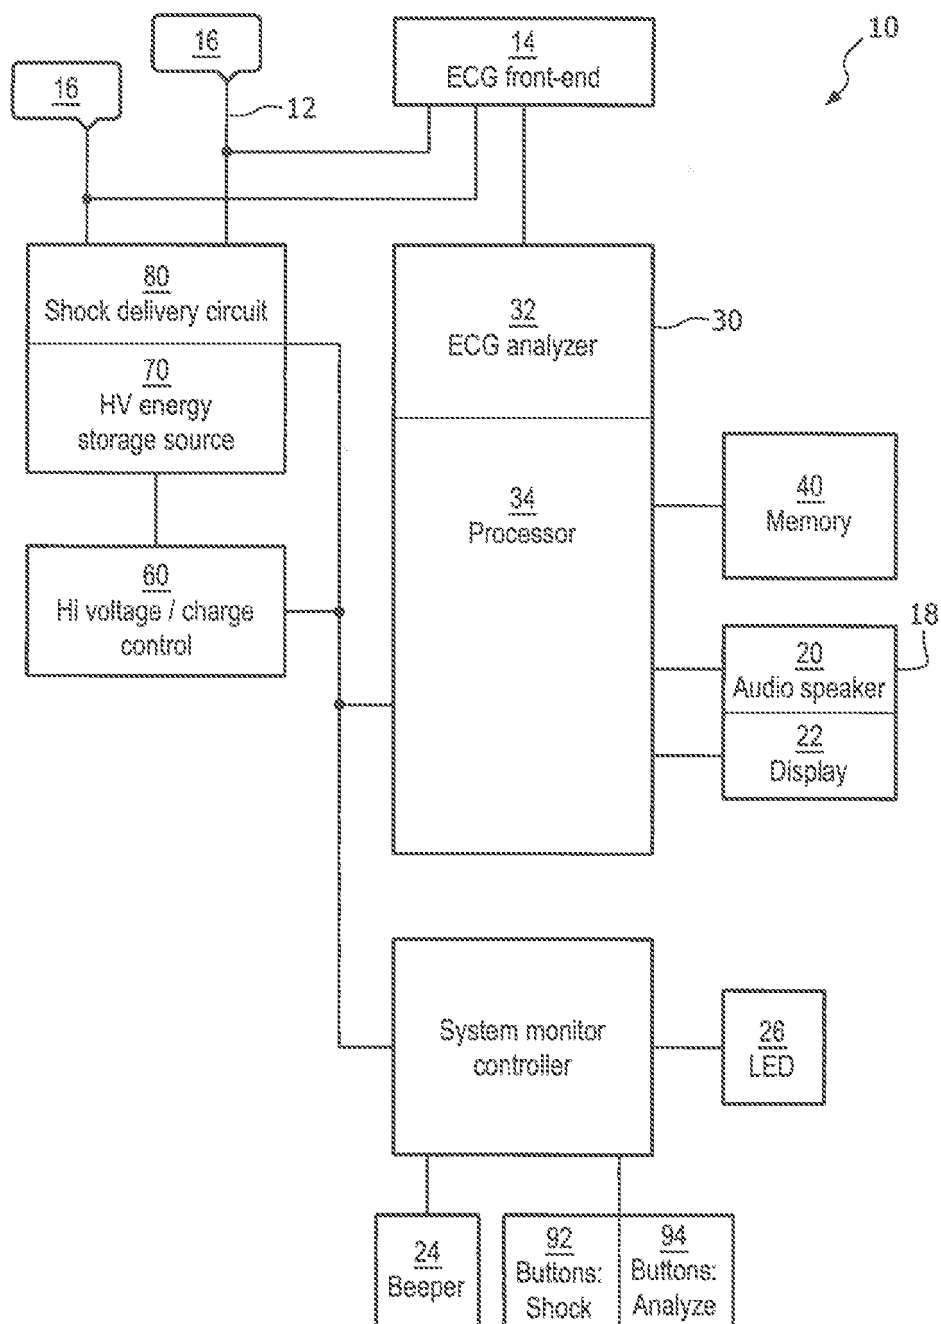 10
16
16
14
ECG front-end
12
80
Shock delivery circuit
32
ECG analyzer
30
70
HV energy
storage source
34
Processor
40
Memory
60
Hi voltage / charge
control
18
20
Audio speaker
22
Display
System monitor
controller
26
LED
24
Beeper
92
Buttons:
Shock
94
Buttons:
Analyze